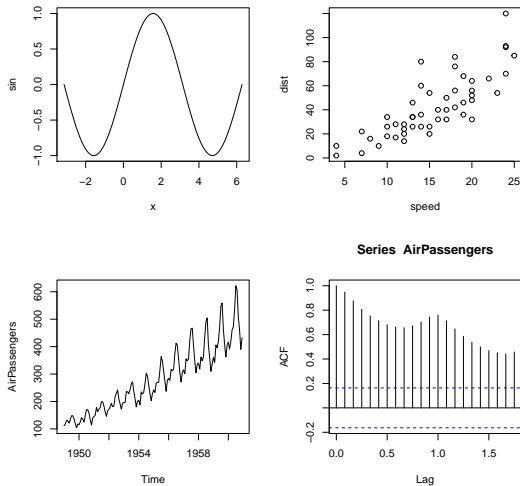 1.0
0.5
0.0
−0.5
−1.0
sin
−2 0 2 4 6
x
120
80
60
40
20
0
dist
5 10 15 20 25
speed
600
500
400
300
200
100
AirPassengers
1950 1954 1958
Time
Series AirPassengers
1.0
0.8
0.6
0.4
0.2
−0.2
ACF
0.0 0.5 1.0 1.5
Lag